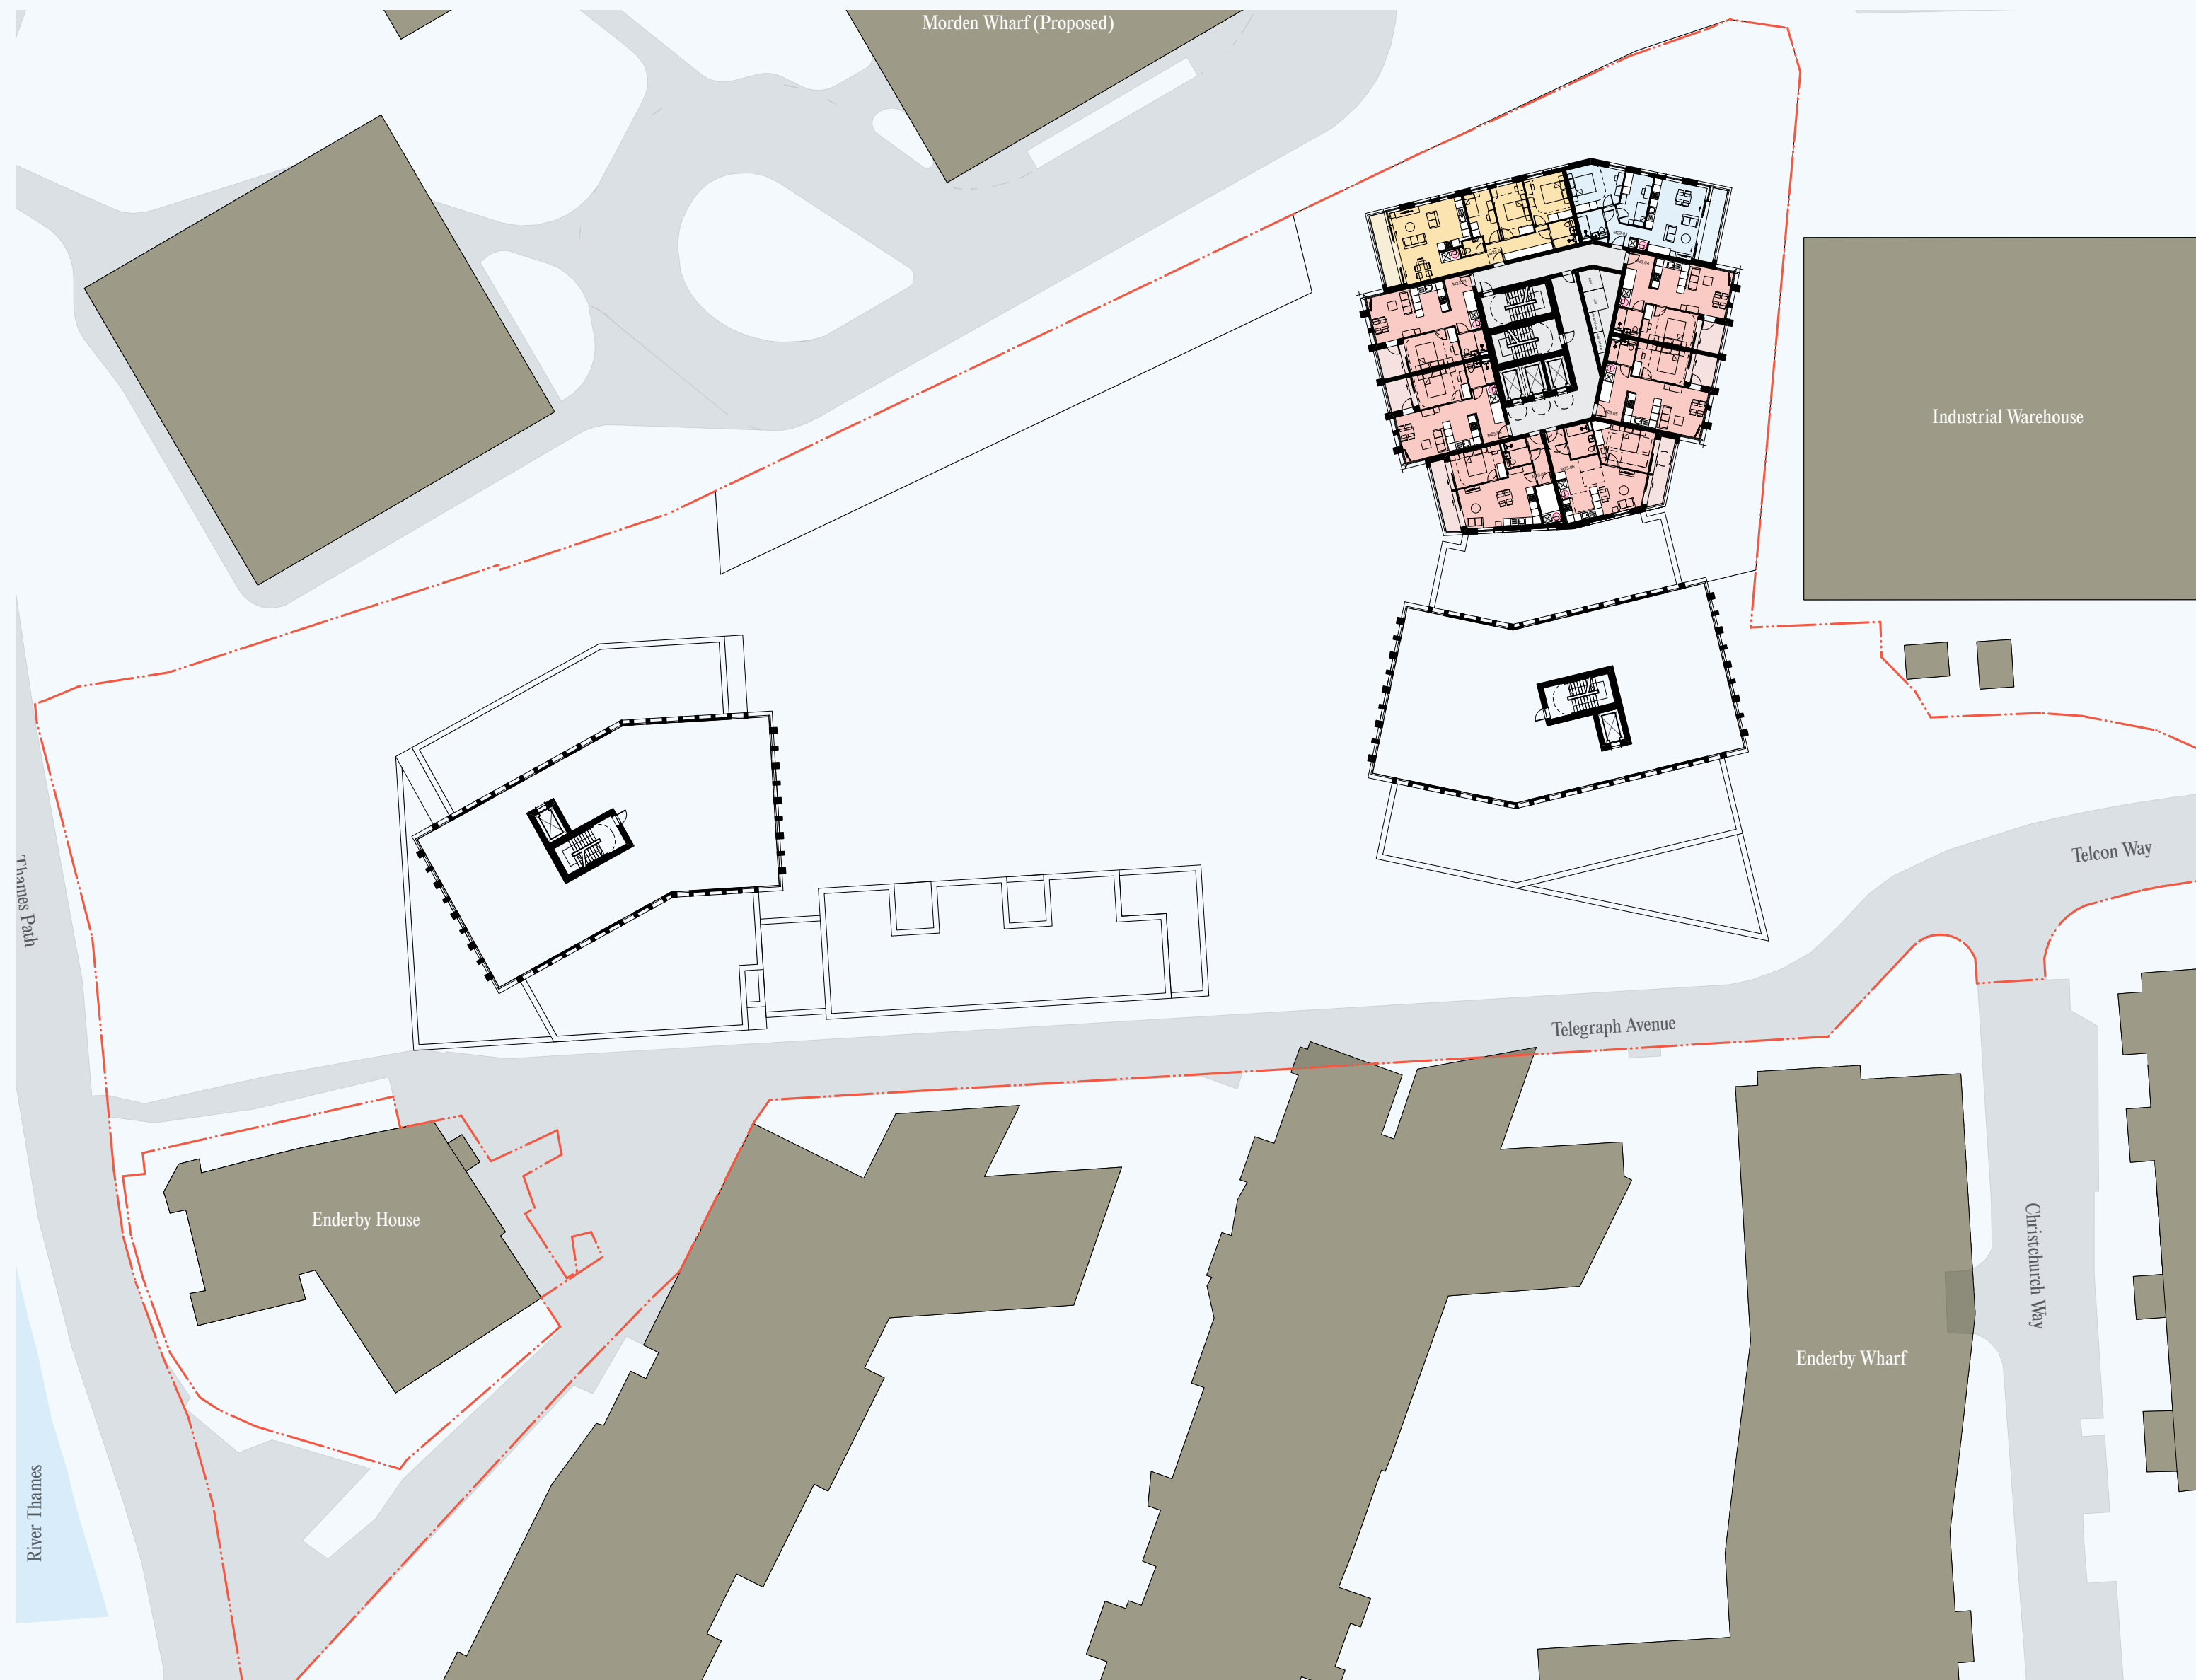 Morden Wharf (Proposed)
Industrial Warehouse
Telcon Way
Thames Path
Telegraph Avenue
Enderby House
Christchurch Way
Enderby Wharf
River Thames